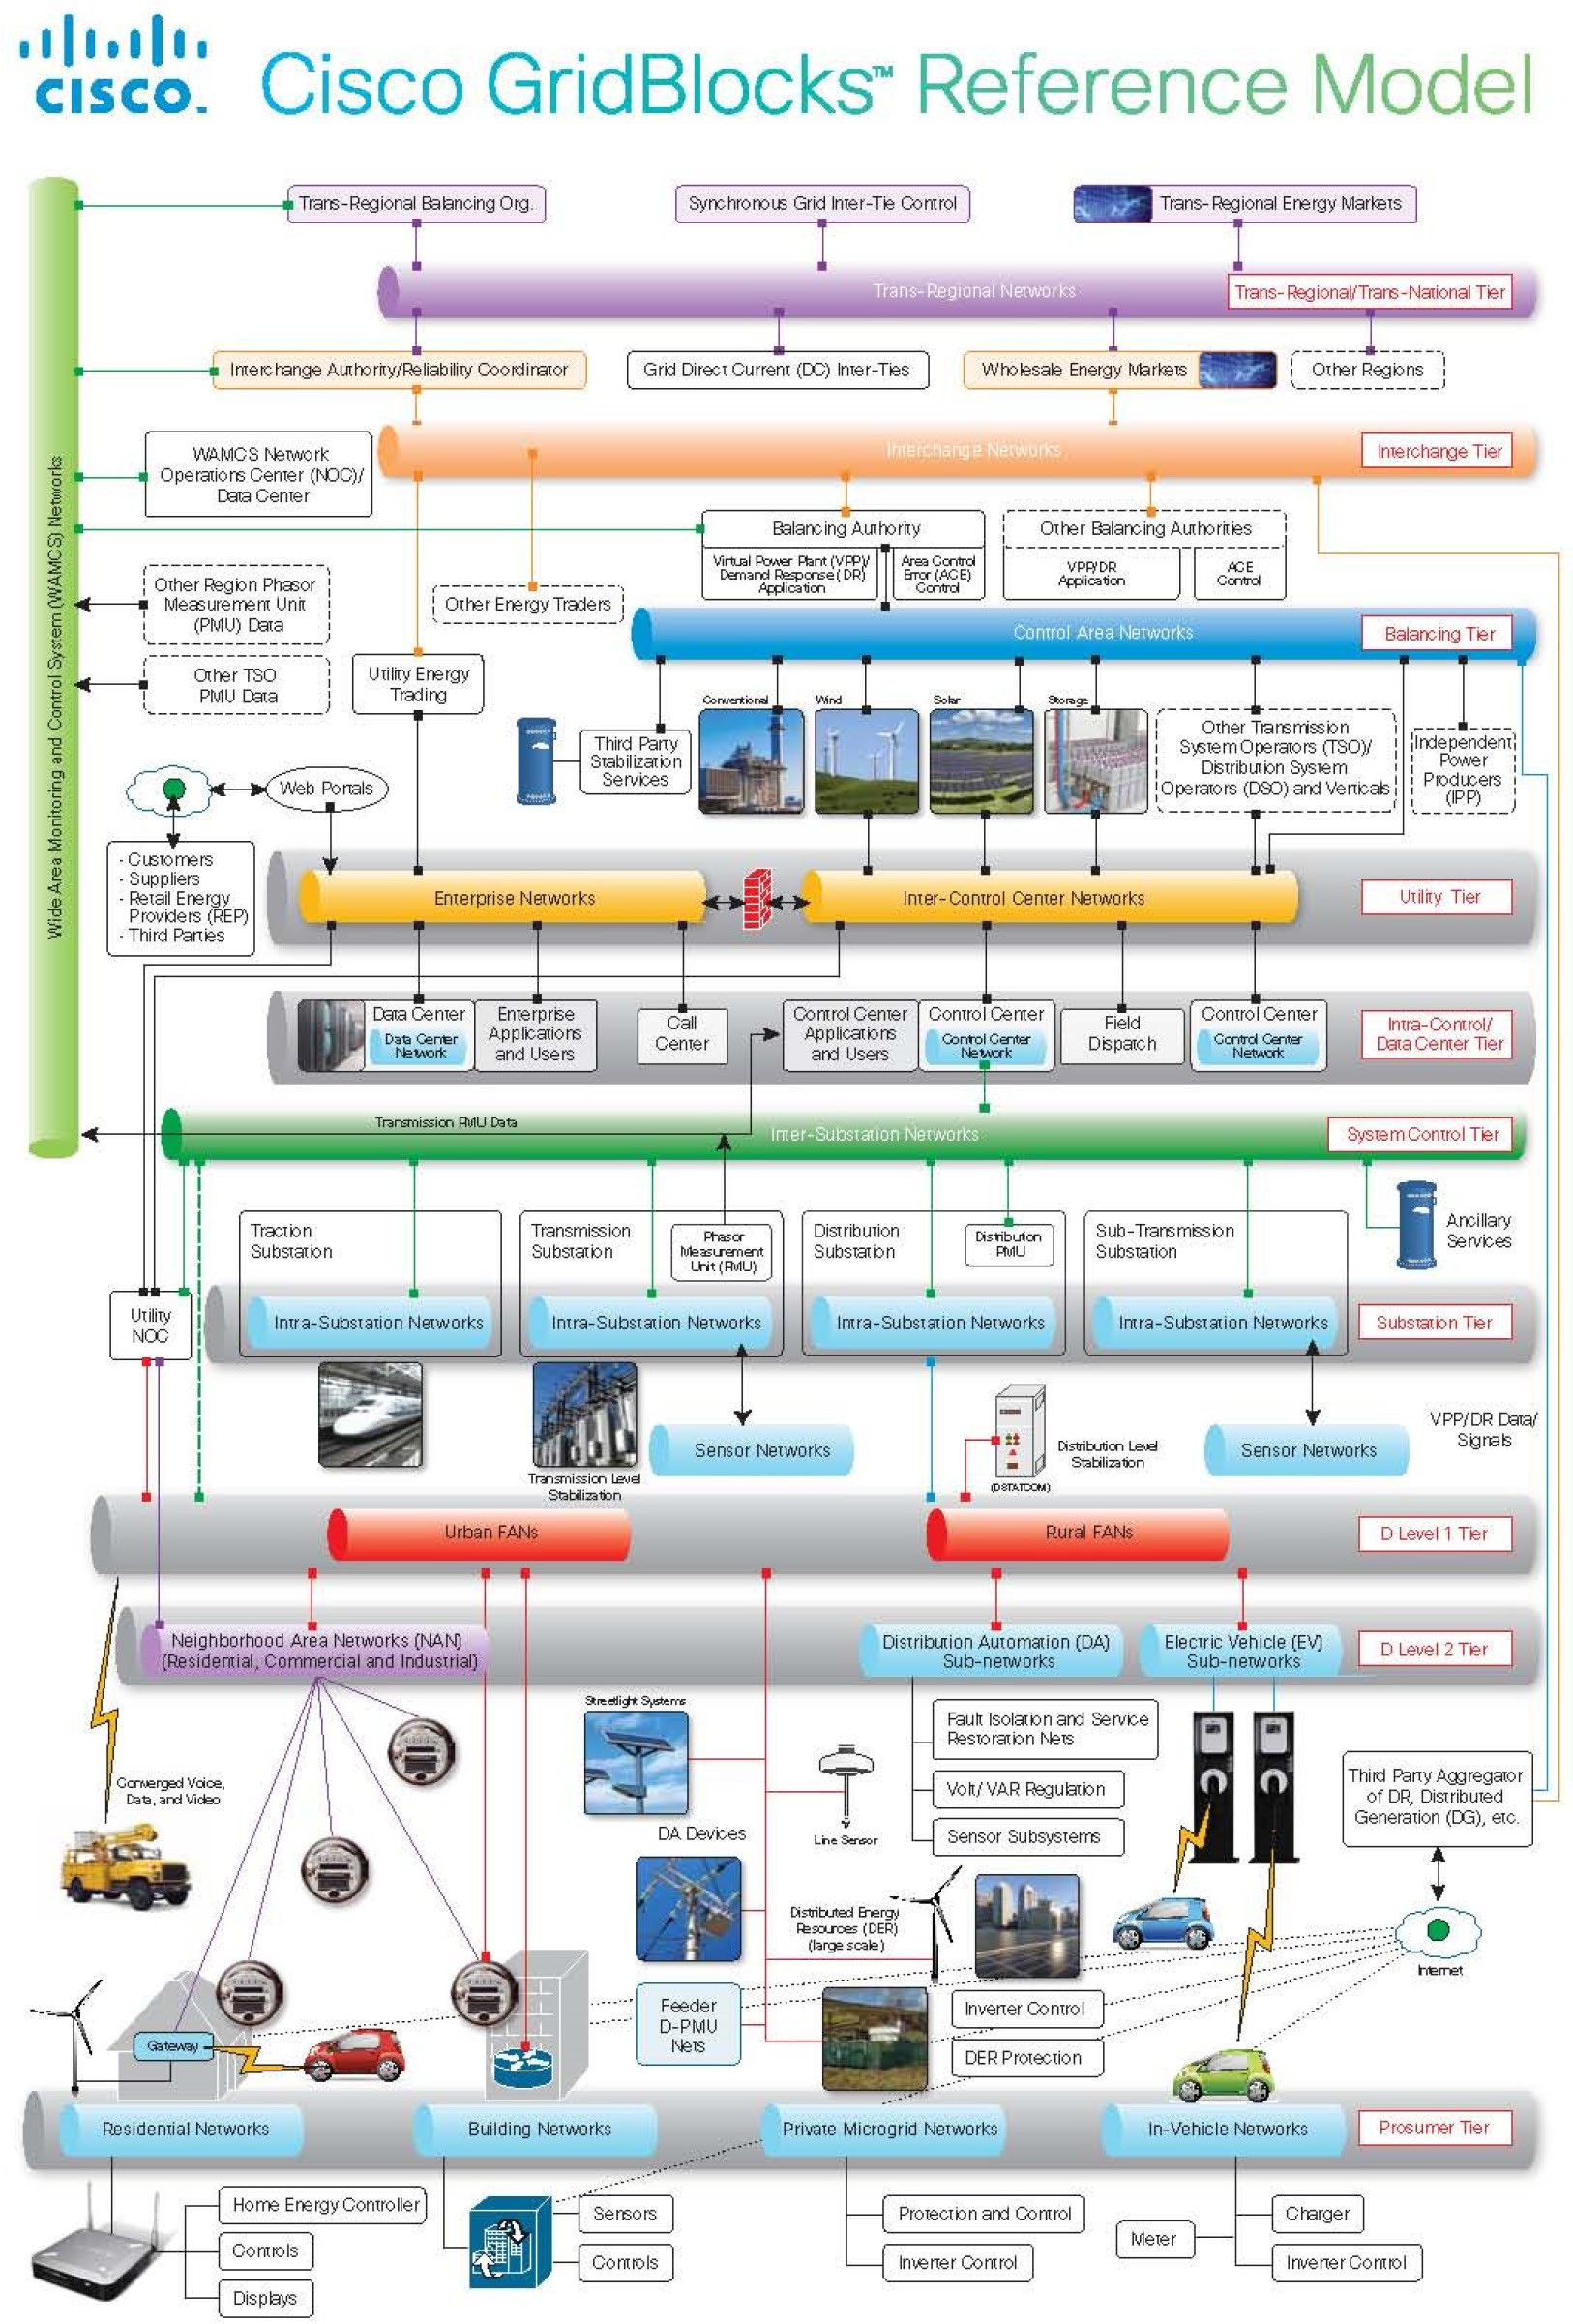 CISCO.
Cisco GridBlocks™ Reference Model
Wide Area Monitoring and Control System (WAMCS) Networks
Trans-Regional Balancing Org.
Synchronous Grid Inter-Tie Control
Trans-Regional Energy Markets
Trans-Regional Networks
Trans-Regional/Trans-National Tier
Interchange Authority/Reliability Coordinator
Grid Direct Current (DC) Inter-Ties
Wholesale Energy Markets
Other Regions
Interchange Networks
Interchange Tier
WAMCS Network
Operations Center (NOC)/
Data Center
Balancing Authority
Virtual Power Plant (VPP)/
Demand Response (DR)
Application
Area Control
Error (ACE)
Control
Other Balancing Authorities
VPP/DR
Application
ACE
Control
Other Region Phasor
Measurement Unit
(PMU) Data
Other Energy Traders
Control Area Networks
Balancing Tier
Other TSO
PMU Data
Utility Energy
Trading
Third Party
Stabilization
Services
Conventional
Wind
Solar
Storage
Other Transmission
System Operators (TSO)/
Distribution System
Operators (DSO) and Verticals
Independent
Power
Producers
(IPP)
Web Portals
- Customers
- Suppliers
- Retail Energy
Providers (REP)
- Third Parties
Enterprise Networks
Inter-Control Center Networks
Utility Tier
Data Center
Data Center
Network
Enterprise
Applications
and Users
Call
Center
Control Center
Applications
and Users
Control Center
Control Center
Network
Field
Dispatch
Control Center
Control Center
Network
Intra-Control/
Data Center Tier
Transmission PMU Data
Inter-Substation Networks
System Control Tier
Traction
Substation
Transmission
Substation
Phasor
Measurement
Unit (PMU)
Distribution
Substation
Distribution
PMU
Sub-Transmission
Substation
Ancillary
Services
Utility
NOC
Intra-Substation Networks
Intra-Substation Networks
Intra-Substation Networks
Intra-Substation Networks
Substation Tier
Transmission Level
Stabilization
Sensor Networks
(DSTATCOM)
Distribution Level
Stabilization
Sensor Networks
VPP/DR Data/
Signals
Urban FANs
Rural FANs
D Level 1 Tier
Neighborhood Area Networks (NAN)
(Residential, Commercial and Industrial)
Distribution Automation (DA)
Sub-networks
Electric Vehicle (EV)
Sub-networks
D Level 2 Tier
Converged Voice,
Data, and Video
Streetlight Systems
DA Devices
Line Sensor
Fault Isolation and Service
Restoration Nets
Volt/VAR Regulation
Sensor Subsystems
Third Party Aggregator
of DR, Distributed
Generation (DG), etc.
Distributed Energy
Resources (DER)
(large scale)
Internet
Gateway
Feeder
D-PMU
Nets
Inverter Control
DER Protection
Residential Networks
Building Networks
Private Microgrid Networks
In-Vehicle Networks
Prosumer Tier
Home Energy Controller
Controls
Displays
Sensors
Controls
Protection and Control
Inverter Control
Meter
Charger
Inverter Control